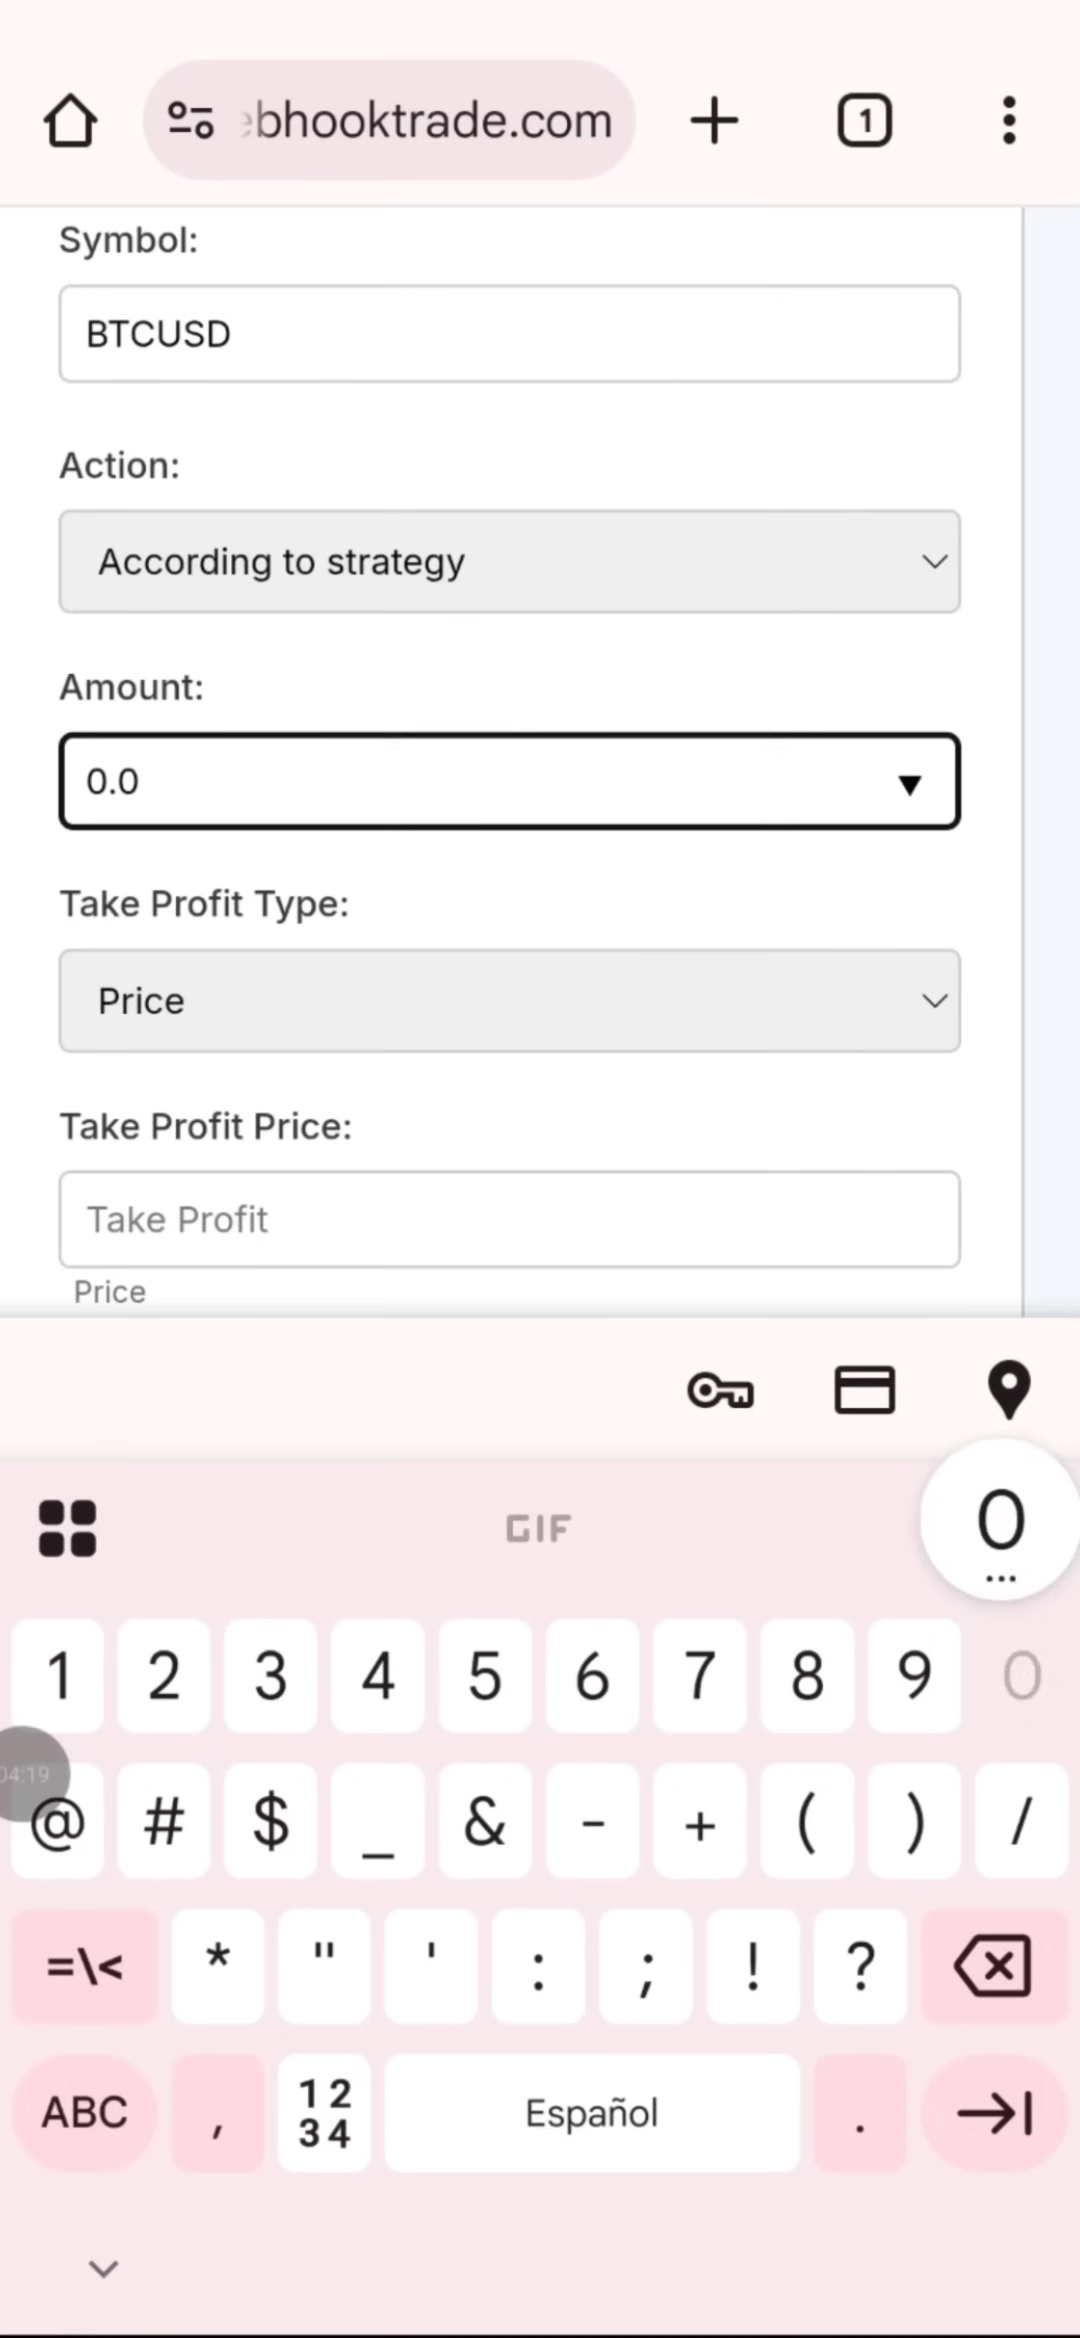 ebhooktrade.com
1
Symbol:
BTCUSD
Action:
According to strategy
Amount:
0.0
Take Profit Type:
Price
Take Profit Price:
Take Profit
Price
GIF
0
...
1 2 3 4 5 6 7 8 9 0
04:19
@ # $ _ & - + ( ) /
=\< * " ' : ; ! ?
ABC , 12 34 Español .